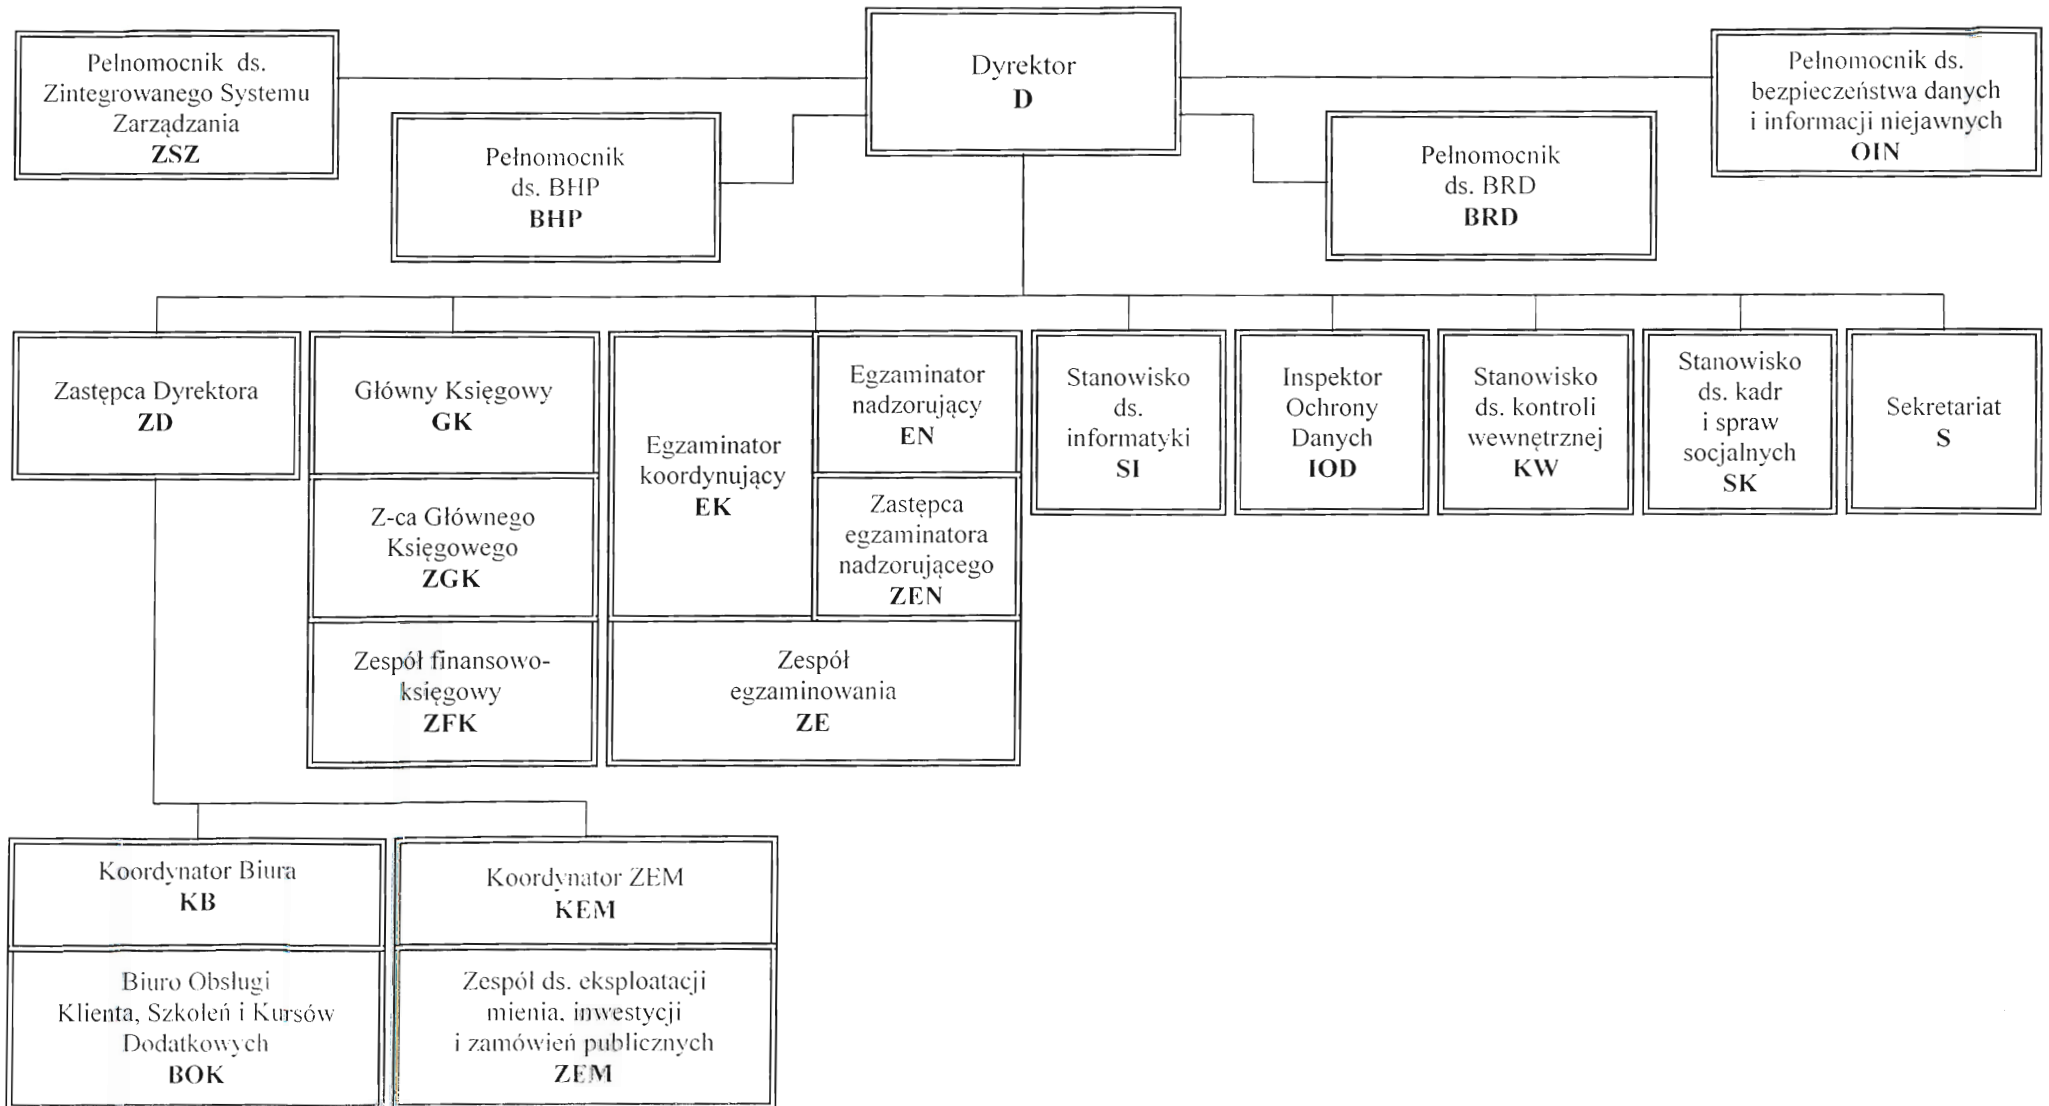 Pełnomocnik ds.
Zintegrowanego Systemu
Zarządzania
ZSZ
Pełnomocnik
ds. BHP
BHP
Dyrektor
D
Pełnomocnik
ds. BRD
BRD
Pełnomocnik ds.
bezpieczeństwa danych
i informacji niejawnych
OIN
Zastępca Dyrektora
ZD
Główny Księgowy
GK
Z-ca Głównego
Księgowego
ZGK
Zespół finansowo-
księgowy
ZFK
Egzaminator
koordynujący
EK
Egzaminator
nadzorujący
EN
Zastępca
egzaminatora
nadzorującego
ZEN
Zespół
egzaminowania
ZE
Stanowisko
ds.
informatyki
SI
Inspektor
Ochrony
Danych
IOD
Stanowisko
ds. kontroli
wewnętrznej
KW
Stanowisko
ds. kadr
i spraw
socjalnych
SK
Sekretariat
S
Koordynator Biura
KB
Biuro Obsługi
Klienta, Szkoleń i Kursów
Dodatkowych
BOK
Koordynator ZEM
KEM
Zespół ds. eksploatacji
mienia, inwestycji
i zamówień publicznych
ZEM